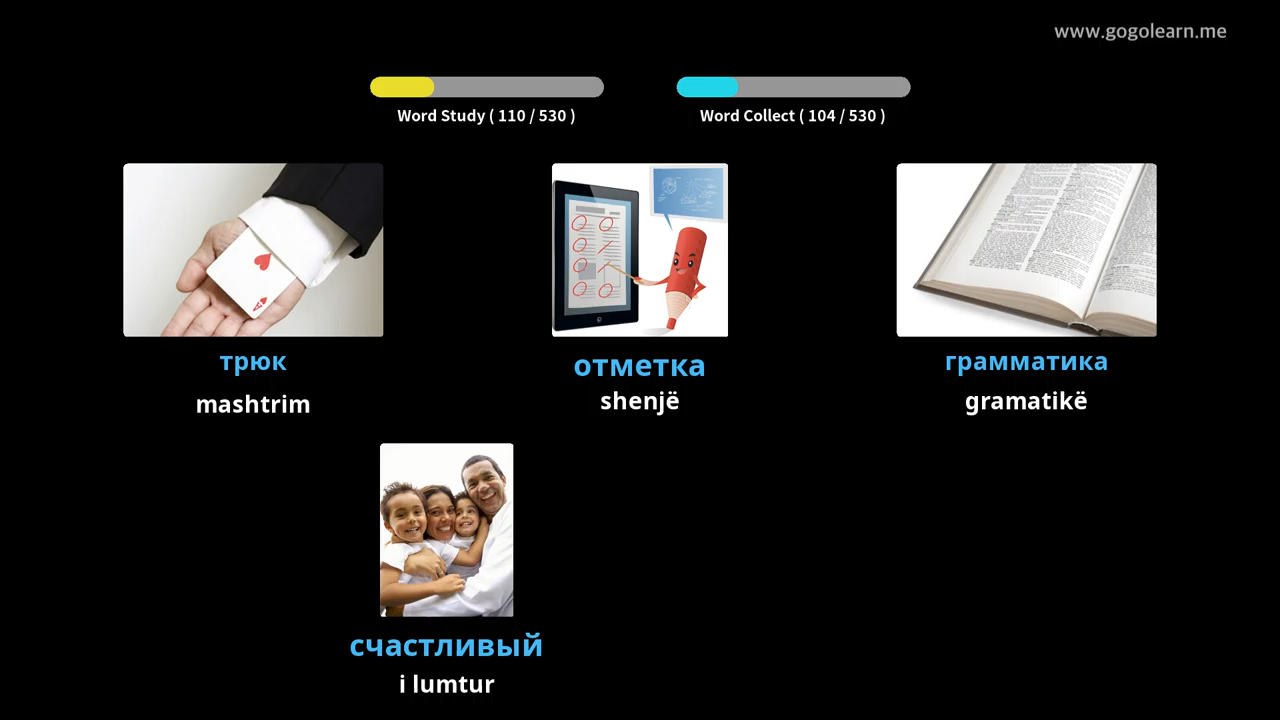 www.gogolearn.me
Word Study ( 110 / 530 )
Word Collect ( 104 / 530 )
трюк
mashtrim
отметка
shenjë
грамматика
gramatikë
счастливый
i lumtur